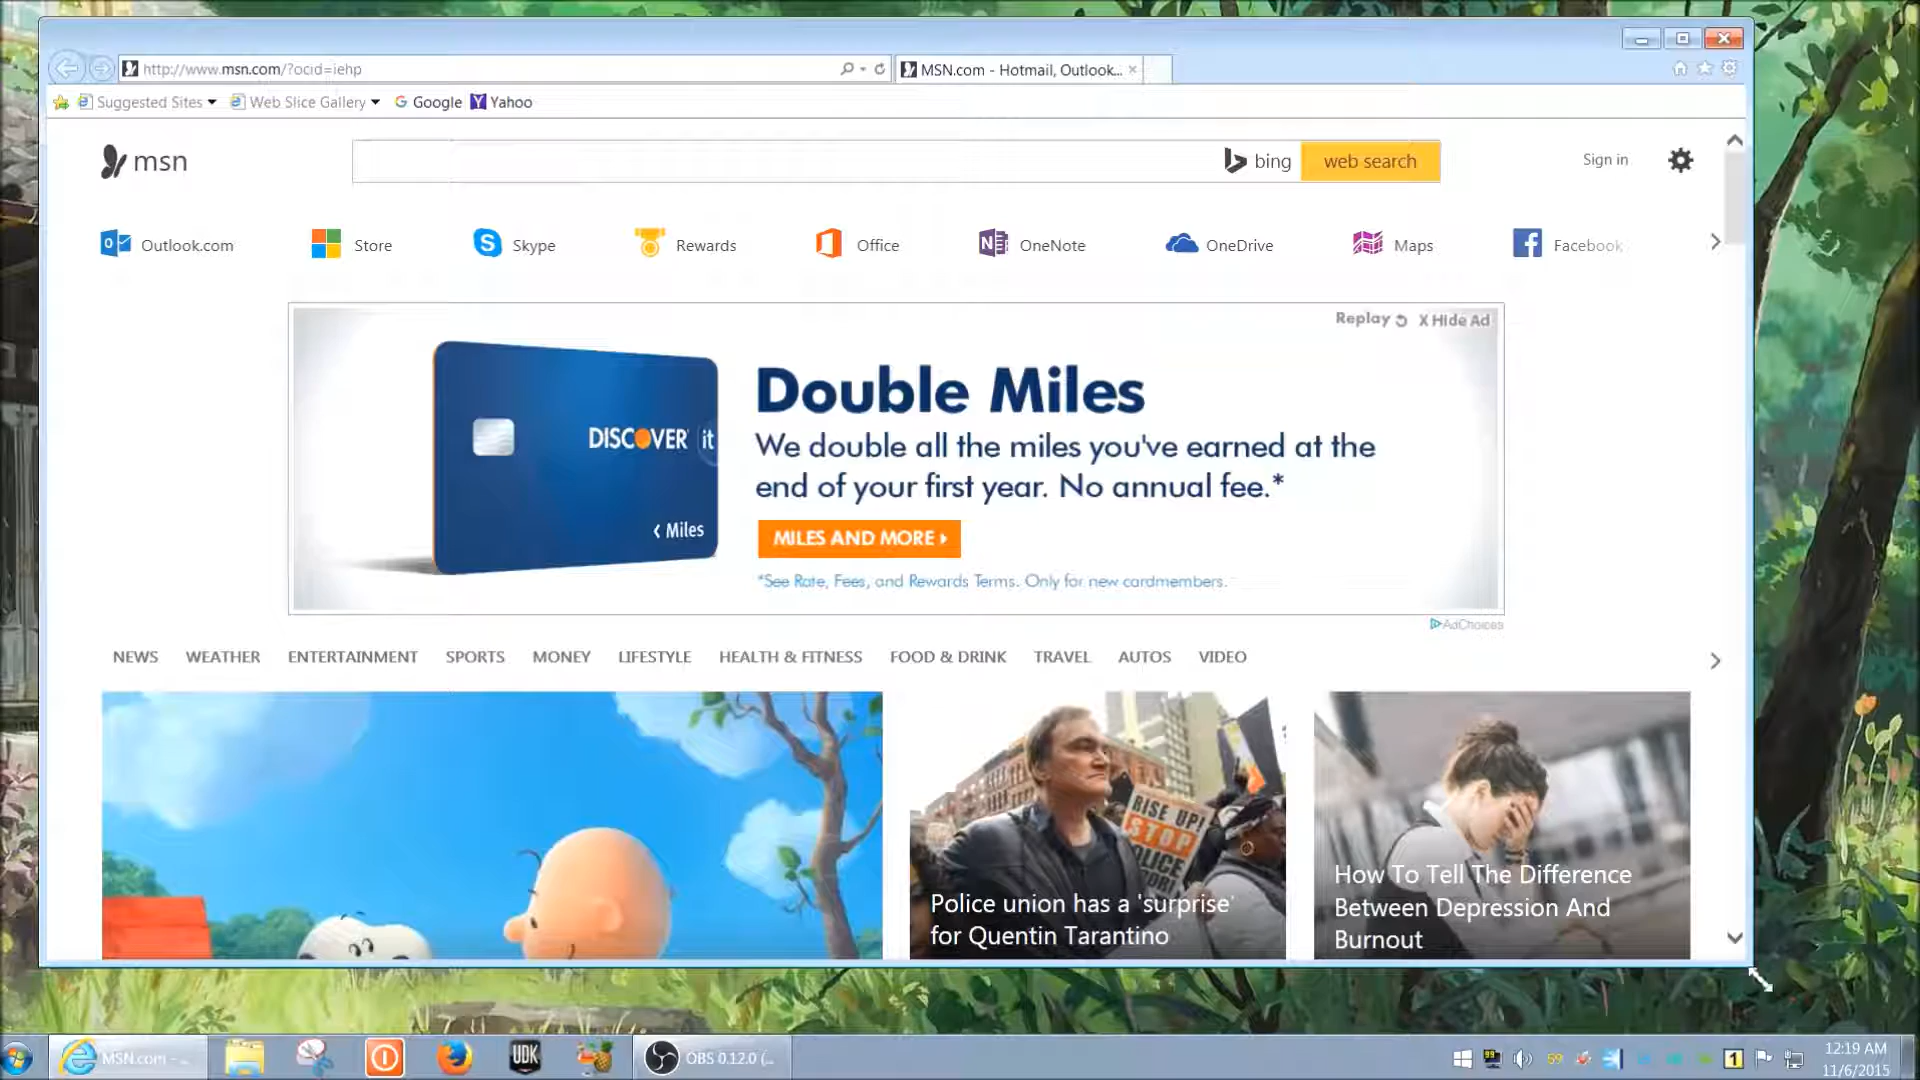 http://www.msn.com/?ocid=iehp
MSN.com - Hotmail, Outlook...
Suggested Sites
Web Slice Gallery
Google
Yahoo
msn
bing
web search
Sign in
Outlook.com
Store
Skype
Rewards
Office
OneNote
OneDrive
Maps
Facebook
Replay
X Hide Ad
DISCOVER it
Miles
Double Miles
We double all the miles you've earned at the
end of your first year. No annual fee.*
MILES AND MORE
*See Rate, Fees, and Rewards Terms. Only for new cardmembers.
AdChoices
NEWS
WEATHER
ENTERTAINMENT
SPORTS
MONEY
LIFESTYLE
HEALTH & FITNESS
FOOD & DRINK
TRAVEL
AUTOS
VIDEO
RISE UP!
STOP
Police union has a 'surprise'
for Quentin Tarantino
How To Tell The Difference
Between Depression And
Burnout
MSN.com - ...
UDK
OBS 0.12.0 (...
99
59
1
12:19 AM
11/6/2015